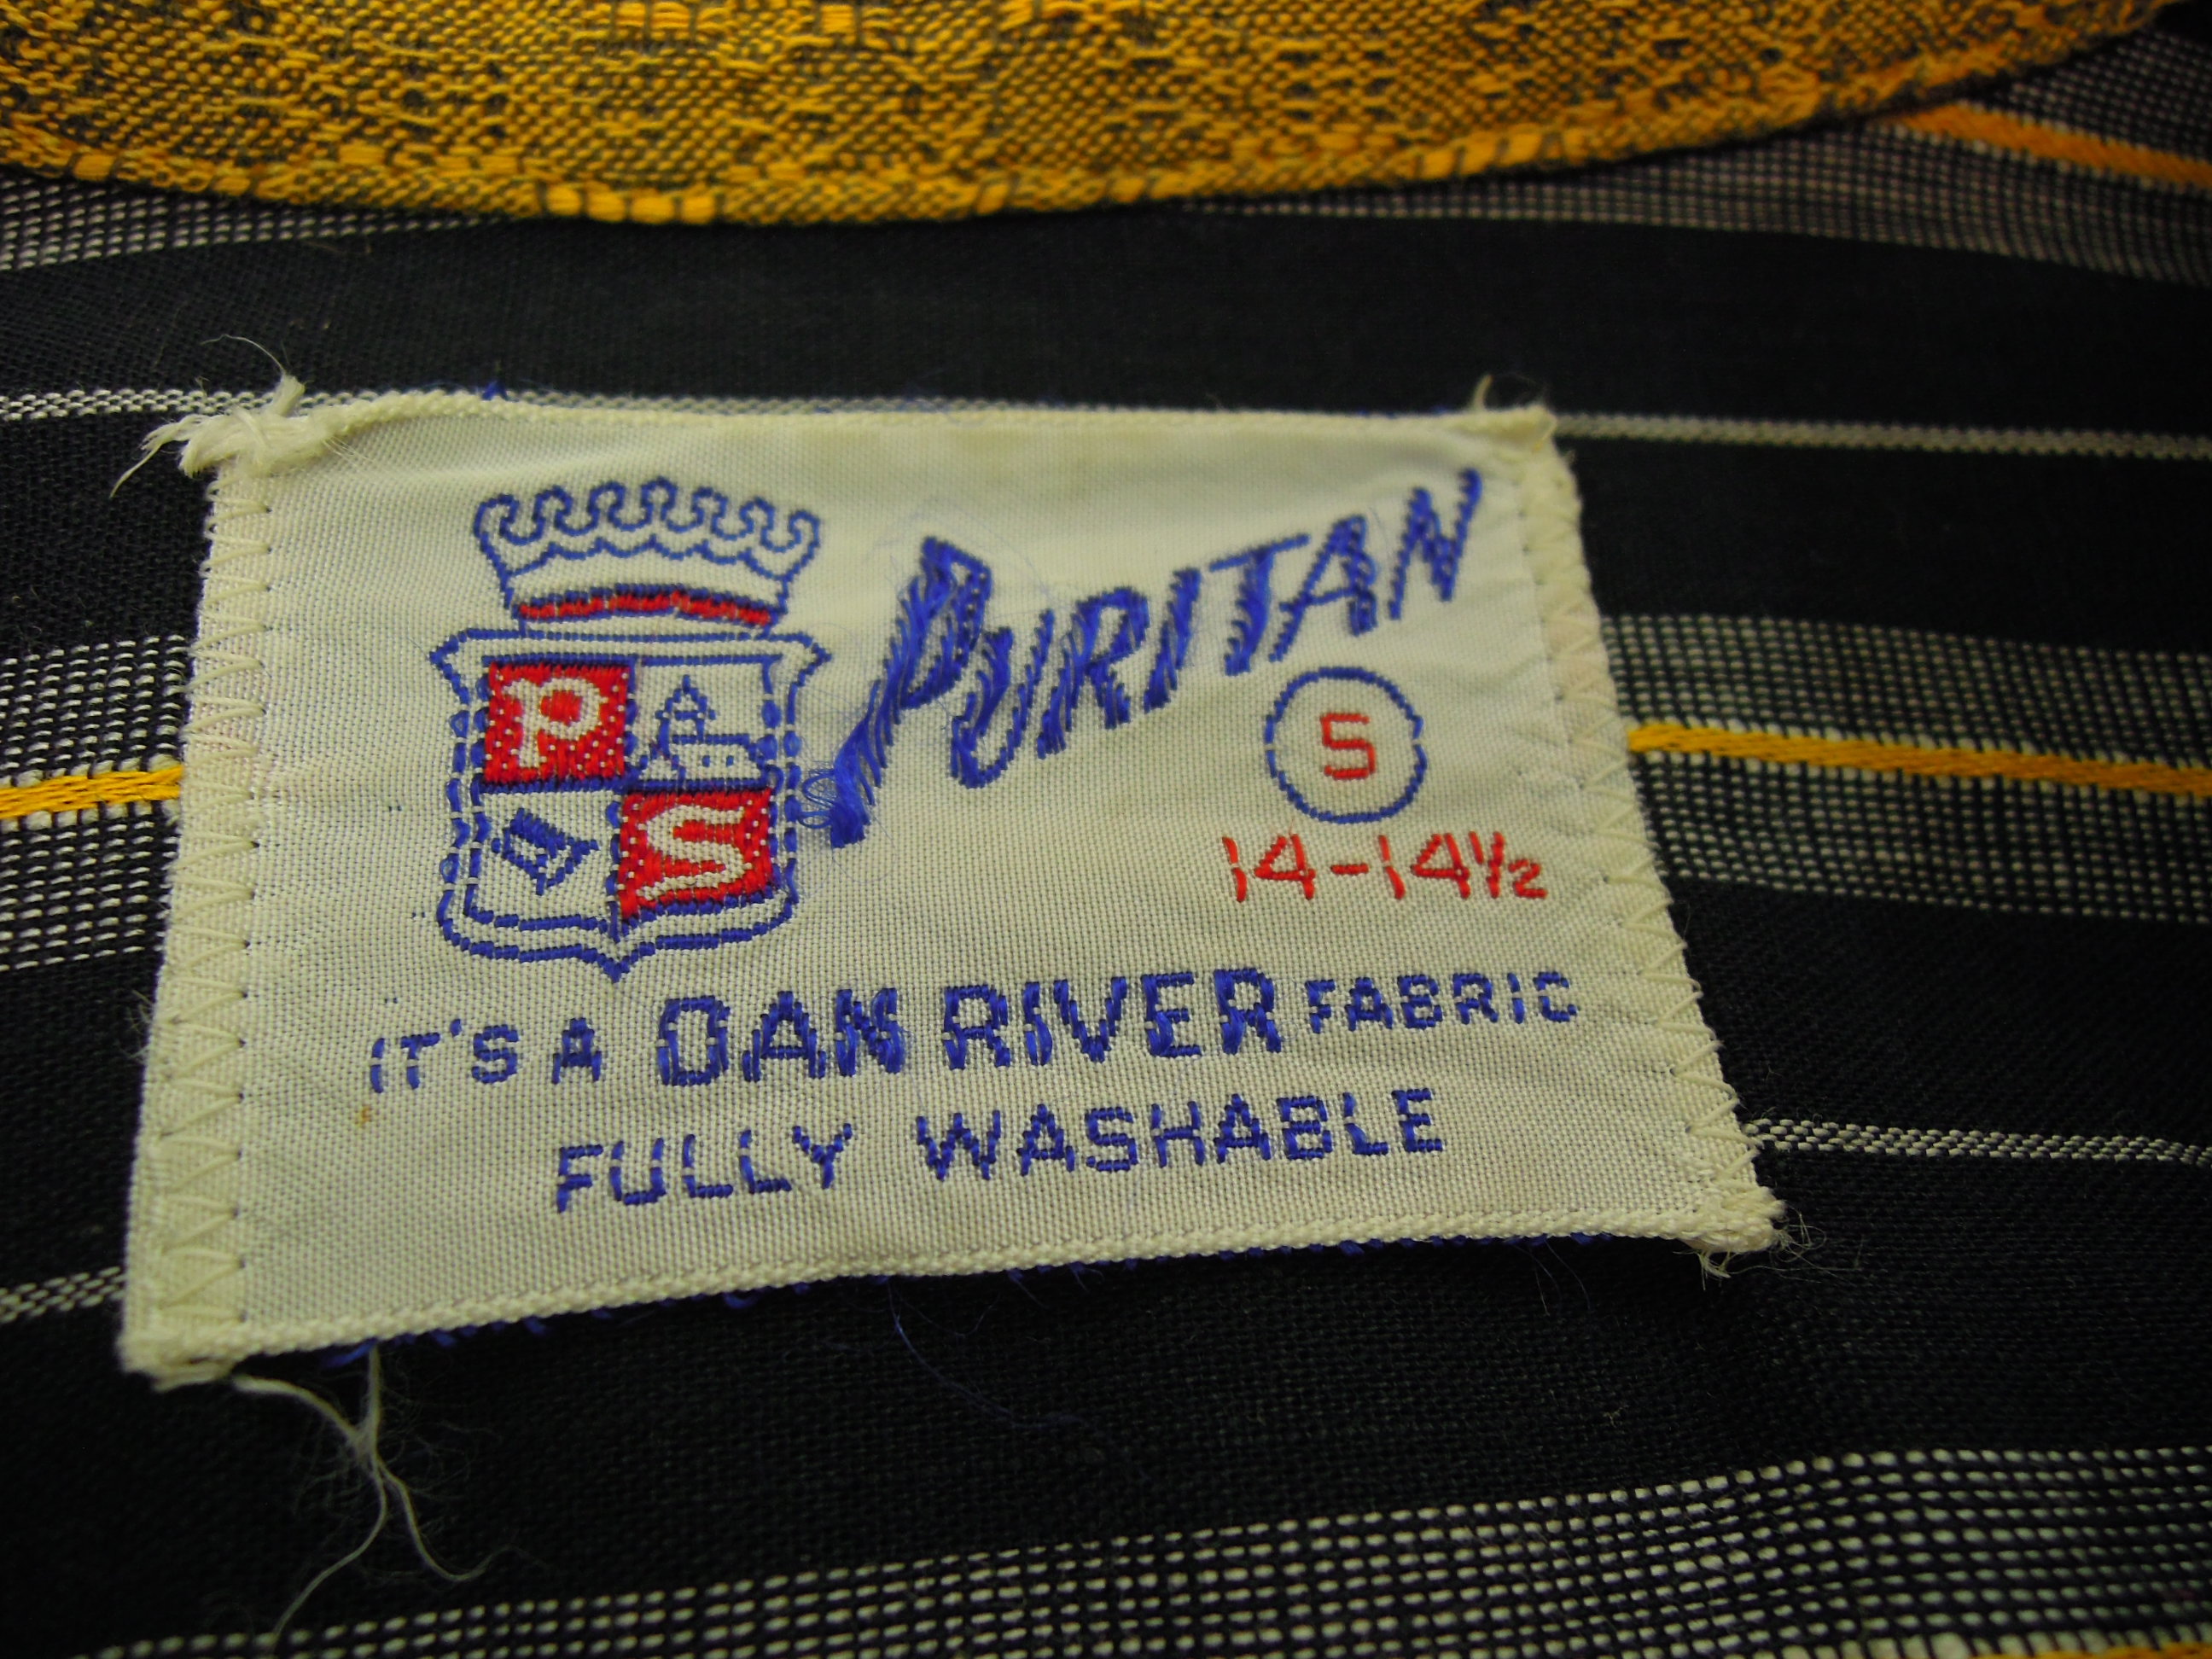 PURITAN
P
S
S
14-14½
IT'S A DAN RIVER FABRIC
FULLY WASHABLE